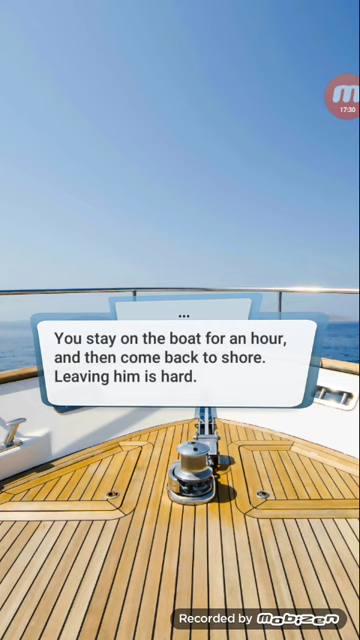 m
17:30
...
You stay on the boat for an hour,
and then come back to shore.
Leaving him is hard.
Recorded by mobizen